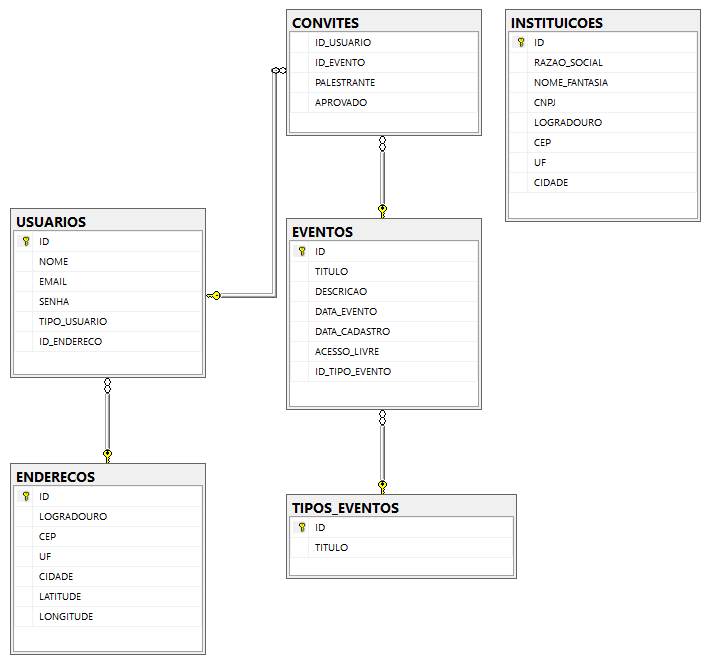 CONVITES
ID_USUARIO
ID_EVENTO
PALESTRANTE
APROVADO
INSTITUICOES
ID
RAZAO_SOCIAL
NOME_FANTASIA
CNPJ
LOGRADOURO
CEP
UF
CIDADE
USUARIOS
ID
NOME
EMAIL
SENHA
TIPO_USUARIO
ID_ENDERECO
EVENTOS
ID
TITULO
DESCRICAO
DATA_EVENTO
DATA_CADASTRO
ACESSO_LIVRE
ID_TIPO_EVENTO
ENDERECOS
ID
LOGRADOURO
CEP
UF
CIDADE
LATITUDE
LONGITUDE
TIPOS_EVENTOS
ID
TITULO